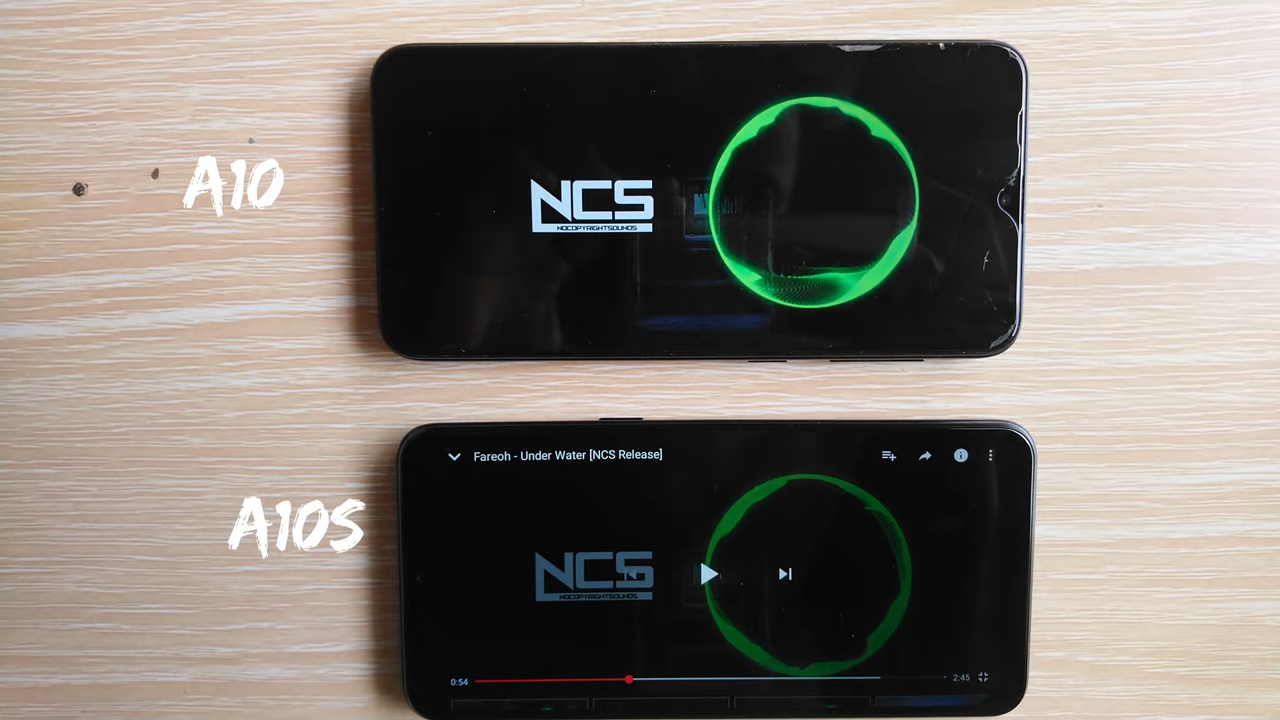 A10
NCS
NOCOPYRIGHTSOUNDS
A10S
Fareoh - Under Water [NCS Release]
NCS
NOCOPYRIGHTSOUNDS
0:54
2:45